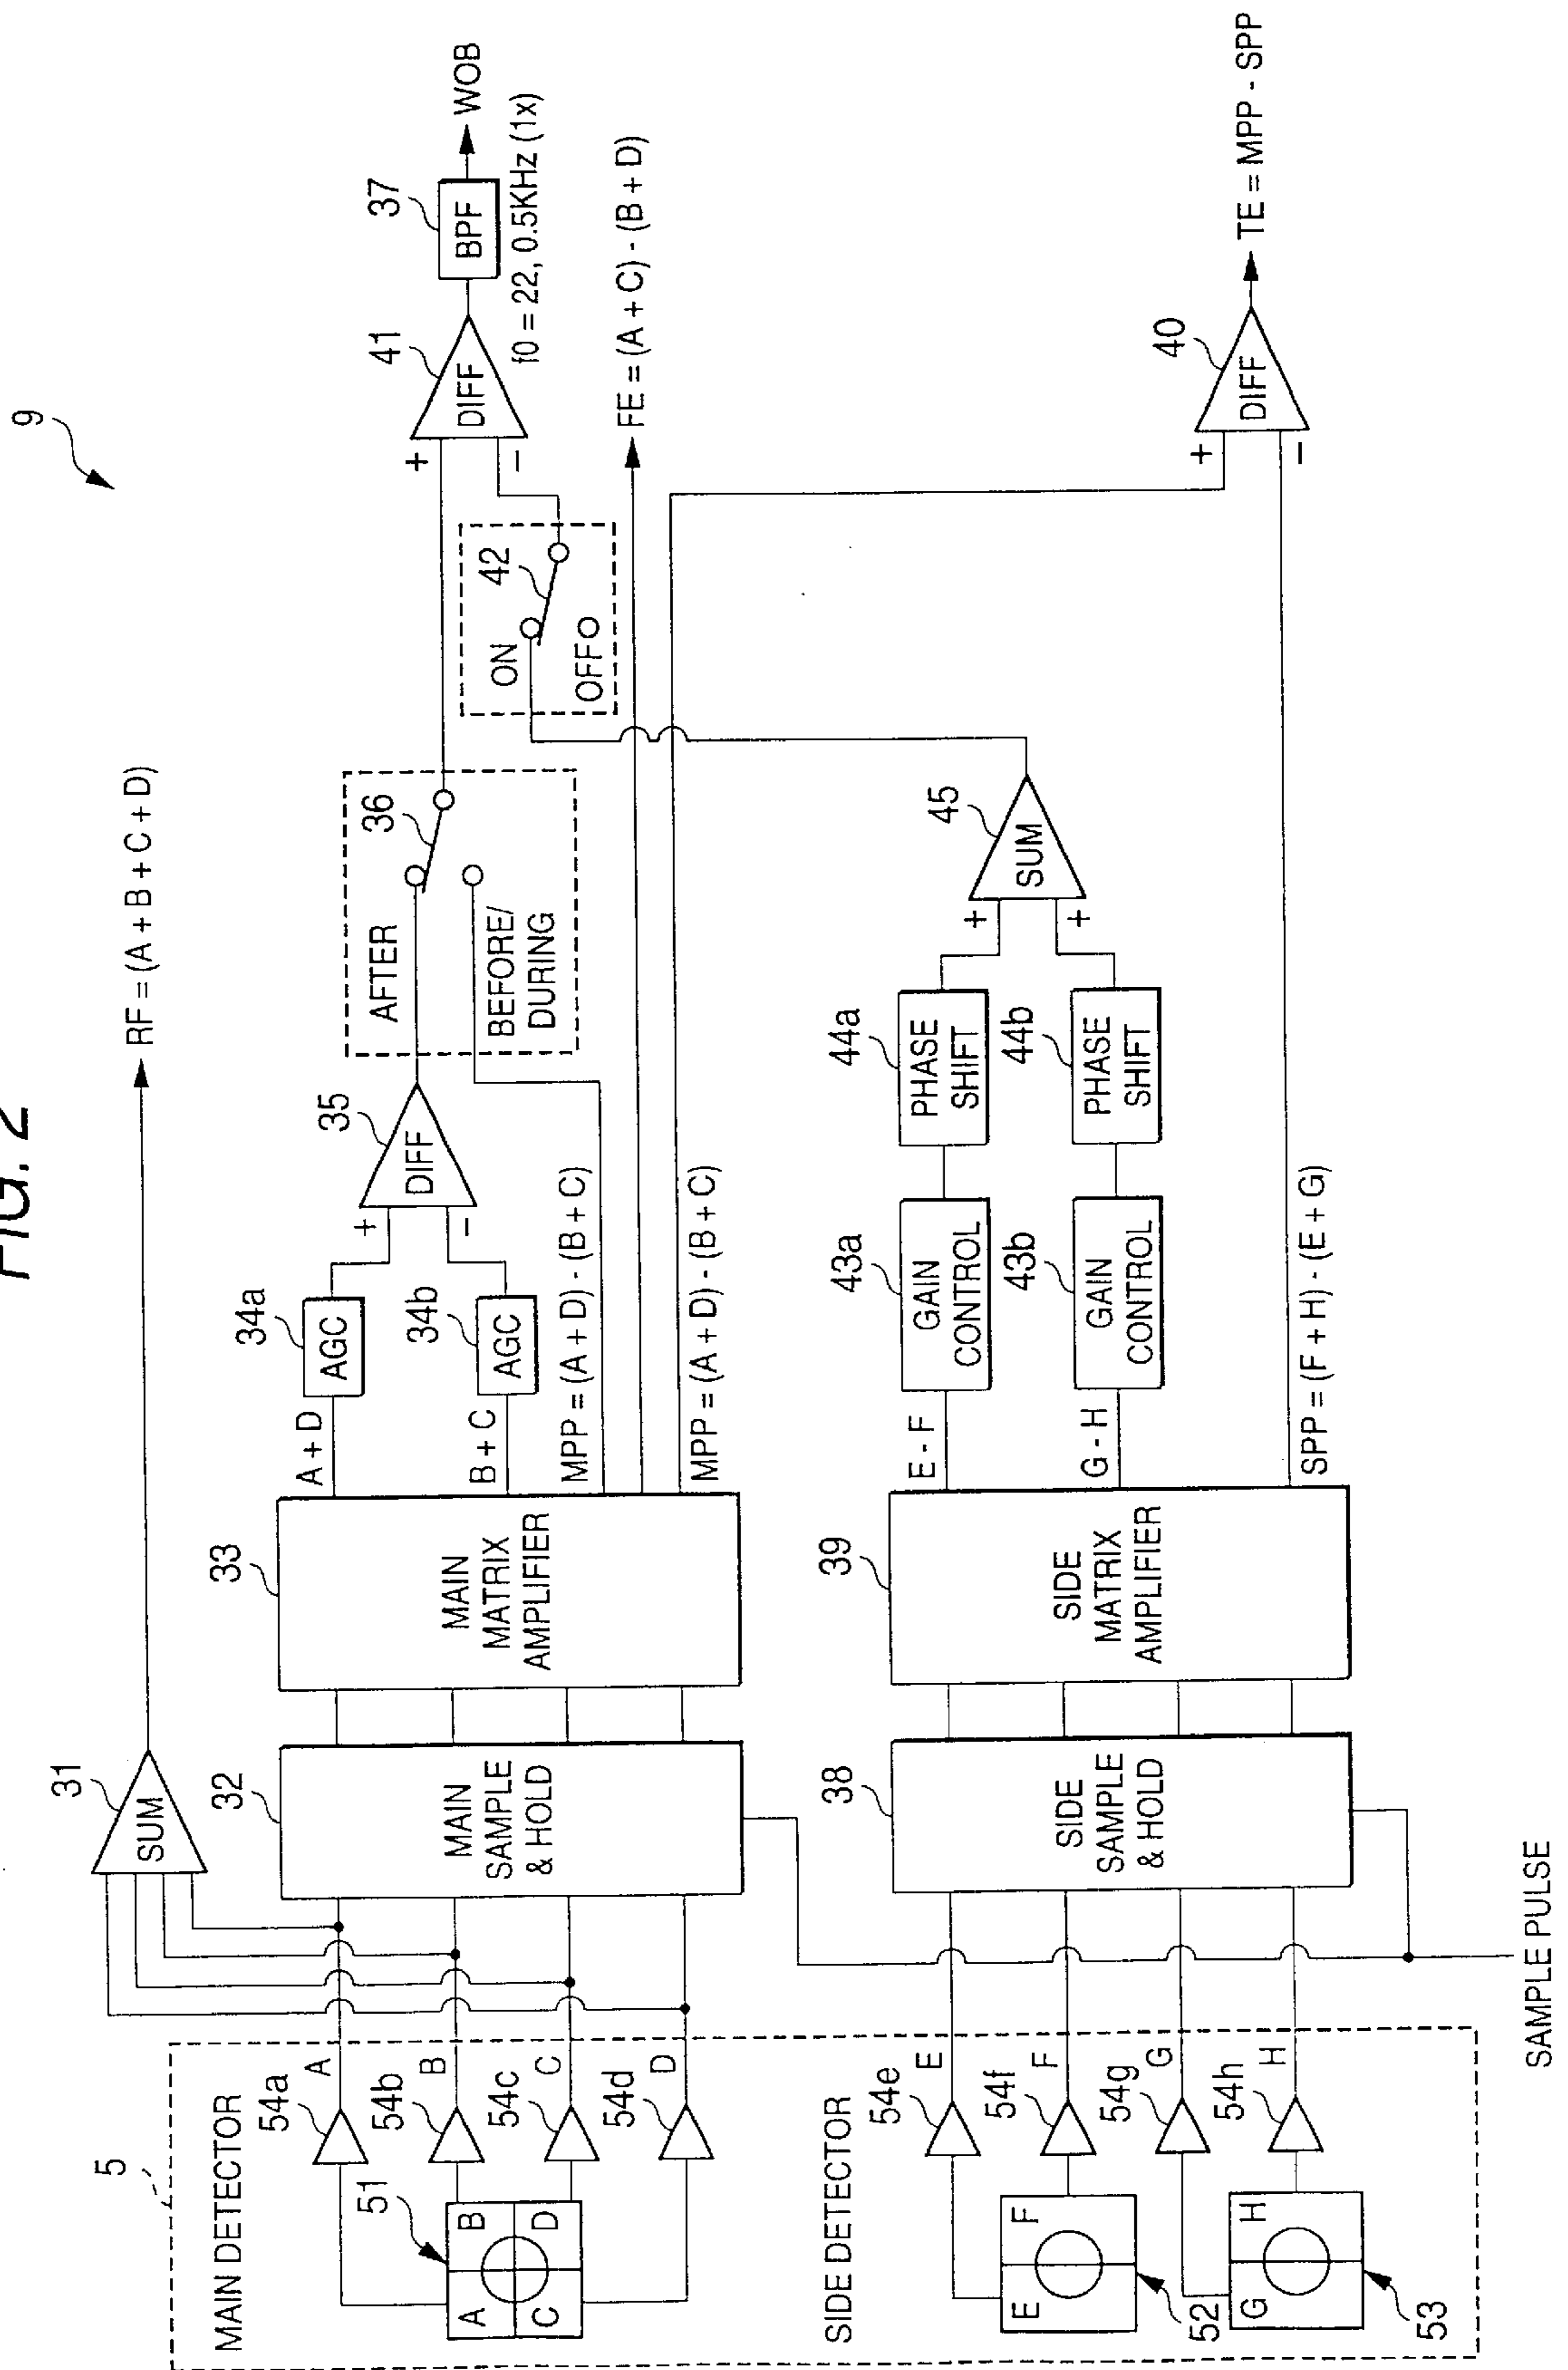 FIG. 2
9
5
MAIN DETECTOR
51
A
B
C
D
54a
A
54b
B
54c
C
54d
D
SIDE DETECTOR
E
F
52
G
H
53
54e
E
54f
F
54g
G
54h
H
SAMPLE PULSE
31
SUM
RF = (A + B + C + D)
32
MAIN
SAMPLE
& HOLD
33
MAIN
MATRIX
AMPLIFIER
A + D
34a
AGC
B + C
34b
AGC
+
−
35
DIFF
MPP = (A + D) - (B + C)
MPP = (A + D) - (B + C)
AFTER
36
BEFORE/
DURING
ON
42
OFF
+
−
41
DIFF
37
BPF
WOB
f0 = 22, 0.5KHz (1x)
FE = (A + C) - (B + D)
38
SIDE
SAMPLE
& HOLD
39
SIDE
MATRIX
AMPLIFIER
E - F
43a
GAIN
CONTROL
44a
PHASE
SHIFT
G - H
43b
GAIN
CONTROL
44b
PHASE
SHIFT
+
+
45
SUM
SPP = (F + H) - (E + G)
+
−
40
DIFF
TE = MPP - SPP